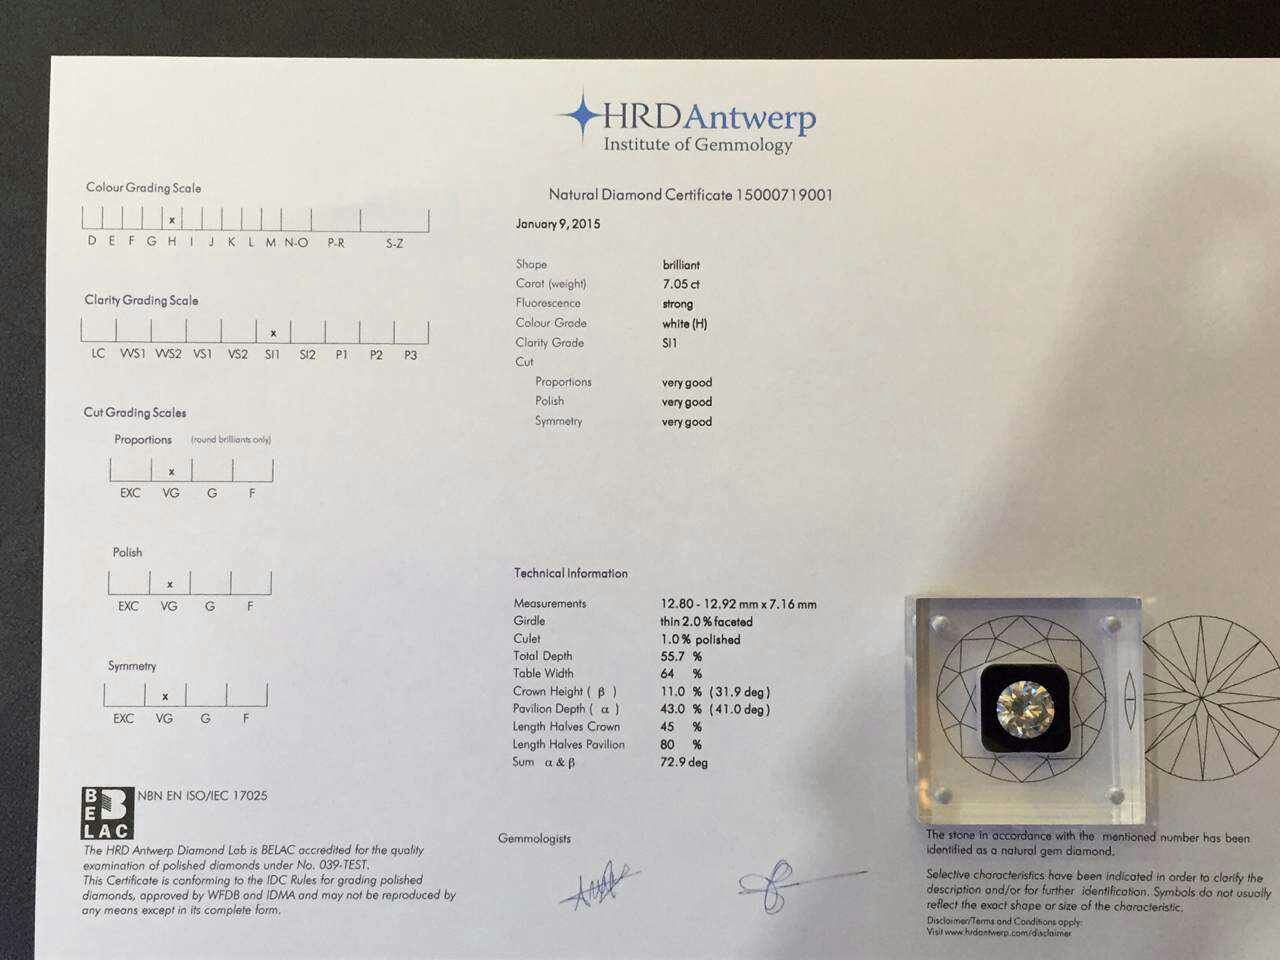 HRDAntwerp
Institute of Gemmology
Natural Diamond Certificate 15000719001
January 9, 2015
Colour Grading Scale
x
D E F G H I J K L M N-O P-R S-Z
Clarity Grading Scale
x
LC VVS1 VVS2 VS1 VS2 SI1 SI2 P1 P2 P3
Cut Grading Scales
Proportions (round brilliants only)
x
EXC VG G F
Polish
x
EXC VG G F
Symmetry
x
EXC VG G F
Shape brilliant
Carat (weight) 7.05 ct
Fluorescence strong
Colour Grade white (H)
Clarity Grade SI1
Cut
Proportions very good
Polish very good
Symmetry very good
Technical Information
Measurements 12.80 - 12.92 mm x 7.16 mm
Girdle thin 2.0 % faceted
Culet 1.0 % polished
Total Depth 55.7 %
Table Width 64 %
Crown Height ( β ) 11.0 % (31.9 deg)
Pavilion Depth ( α ) 43.0 % (41.0 deg)
Length Halves Crown 45 %
Length Halves Pavilion 80 %
Sum α & β 72.9 deg
BELAC
NBN EN ISO/IEC 17025
The HRD Antwerp Diamond Lab is BELAC accredited for the quality
examination of polished diamonds under No. 039-TEST.
This Certificate is conforming to the IDC Rules for grading polished
diamonds, approved by WFDB and IDMA and may not be reproduced by
any means except in its complete form.
Gemmologists
The stone in accordance with the mentioned number has been
identified as a natural gem diamond.
Selective characteristics have been indicated in order to clarify the
description and/or for further identification. Symbols do not usually
reflect the exact shape or size of the characteristic.
Disclaimer/Terms and Conditions apply:
Visit www.hrdantwerp.com/disclaimer